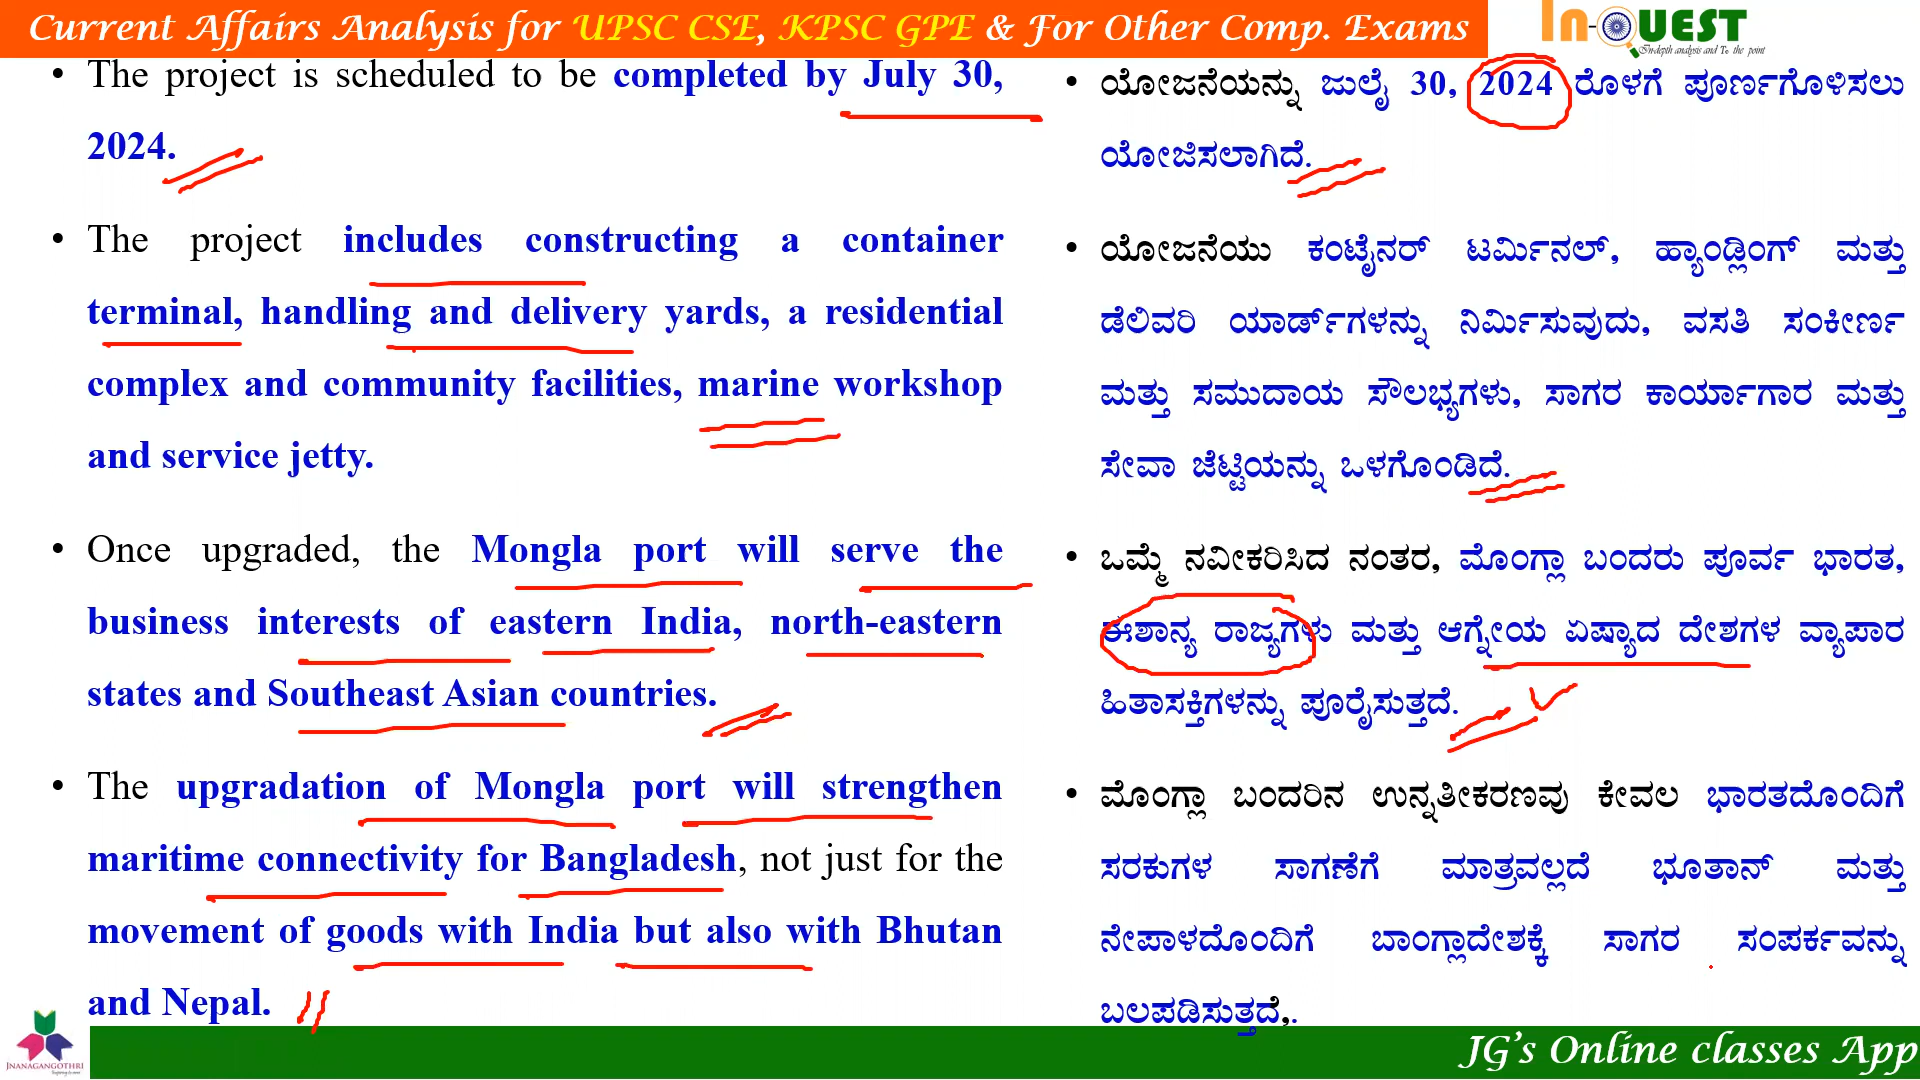 Current Affairs Analysis for UPSC CSE, KPSC GPE & For Other Comp. Exams
In-QUEST
In-depth analysis and To the point
• The project is scheduled to be completed by July 30,
2024.
• The project includes constructing a container
terminal, handling and delivery yards, a residential
complex and community facilities, marine workshop
and service jetty.
• Once upgraded, the Mongla port will serve the
business interests of eastern India, north-eastern
states and Southeast Asian countries.
• The upgradation of Mongla port will strengthen
maritime connectivity for Bangladesh, not just for the
movement of goods with India but also with Bhutan
and Nepal.
• ಯೋಜನೆಯನ್ನು ಜುಲೈ 30, 2024 ರೊಳಗೆ ಪೂರ್ಣಗೊಳಿಸಲು
ಯೋಜಿಸಲಾಗಿದೆ.
• ಯೋಜನೆಯು ಕಂಟೈನರ್ ಟರ್ಮಿನಲ್, ಹ್ಯಾಂಡ್ಲಿಂಗ್ ಮತ್ತು
ಡೆಲಿವರಿ ಯಾರ್ಡ್‌ಗಳನ್ನು ನಿರ್ಮಿಸುವುದು, ವಸತಿ ಸಂಕೀರ್ಣ
ಮತ್ತು ಸಮುದಾಯ ಸೌಲಭ್ಯಗಳು, ಸಾಗರ ಕಾರ್ಯಾಗಾರ ಮತ್ತು
ಸೇವಾ ಜೆಟ್ಟಿಯನ್ನು ಒಳಗೊಂಡಿದೆ.
• ಒಮ್ಮೆ ನವೀಕರಿಸಿದ ನಂತರ, ಮೊಂಗ್ಲಾ ಬಂದರು ಪೂರ್ವ ಭಾರತ,
ಈಶಾನ್ಯ ರಾಜ್ಯಗಳು ಮತ್ತು ಆಗ್ನೇಯ ಏಷ್ಯಾದ ದೇಶಗಳ ವ್ಯಾಪಾರ
ಹಿತಾಸಕ್ತಿಗಳನ್ನು ಪೂರೈಸುತ್ತದೆ.
• ಮೊಂಗ್ಲಾ ಬಂದರಿನ ಉನ್ನತೀಕರಣವು ಕೇವಲ ಭಾರತದೊಂದಿಗೆ
ಸರಕುಗಳ ಸಾಗಣೆಗೆ ಮಾತ್ರವಲ್ಲದೆ ಭೂತಾನ್ ಮತ್ತು
ನೇಪಾಳದೊಂದಿಗೆ ಬಾಂಗ್ಲಾದೇಶಕ್ಕೆ ಸಾಗರ ಸಂಪರ್ಕವನ್ನು
ಬಲಪಡಿಸುತ್ತದೆ,.
JNANAGANGOTHRI
JG's Online classes App